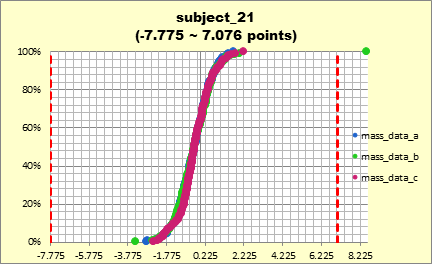 subject_21
(-7.775 ~ 7.076 points)
100%
80%
60%
40%
20%
0%
-7.775 -5.775 -3.775 -1.775 0.225 2.225 4.225 6.225 8.225
mass_data_a
mass_data_b
mass_data_c